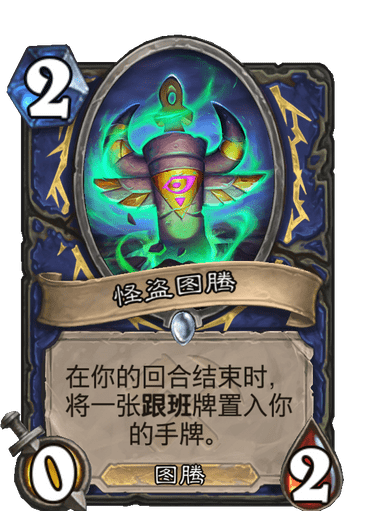 2
怪盗图腾
在你的回合结束时，
将一张跟班牌置入你
的手牌。
0
图腾
2